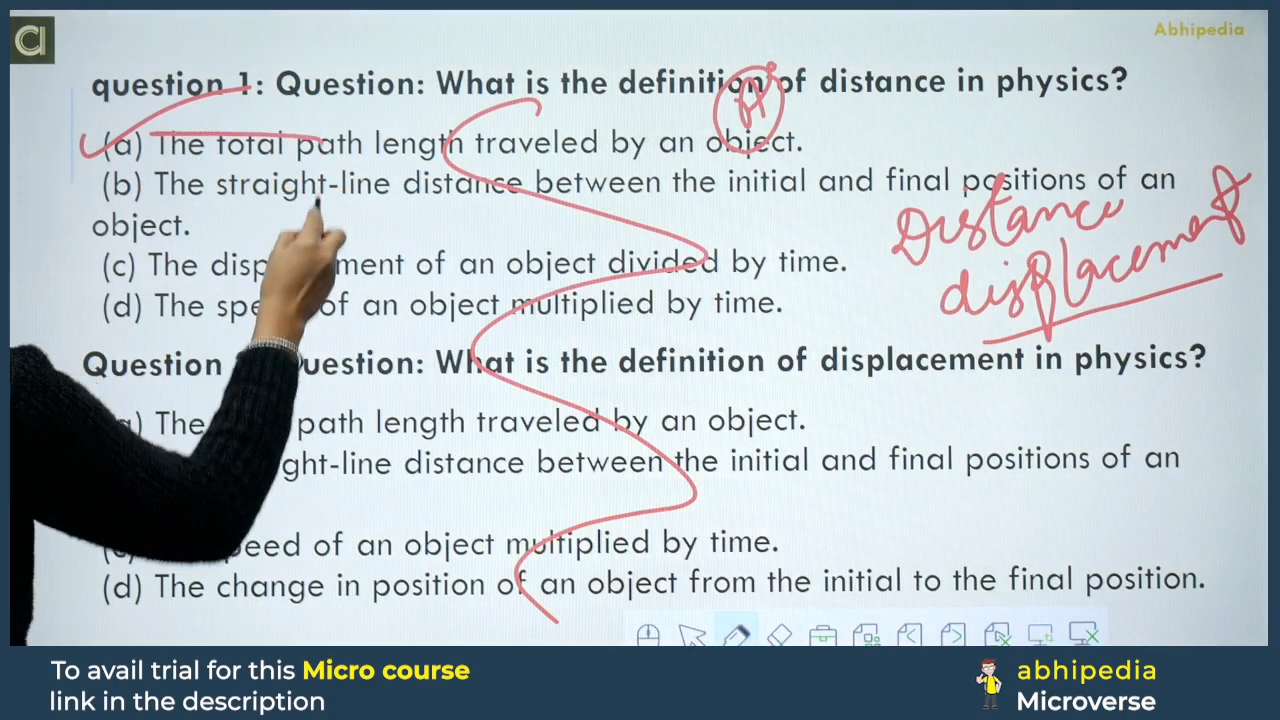 Abhipedia
question 1: Question: What is the definition of distance in physics?
A
(a) The total path length traveled by an object.
(b) The straight-line distance between the initial and final positions of an
object.
Distance
displacement
(c) The disp ment of an object divided by time.
(d) The spe of an object multiplied by time.
Question uestion: What is the definition of displacement in physics?
a) The path length traveled by an object.
ght-line distance between the initial and final positions of an
peed of an object multiplied by time.
(d) The change in position of an object from the initial to the final position.
To avail trial for this Micro course
link in the description
abhipedia
Microverse